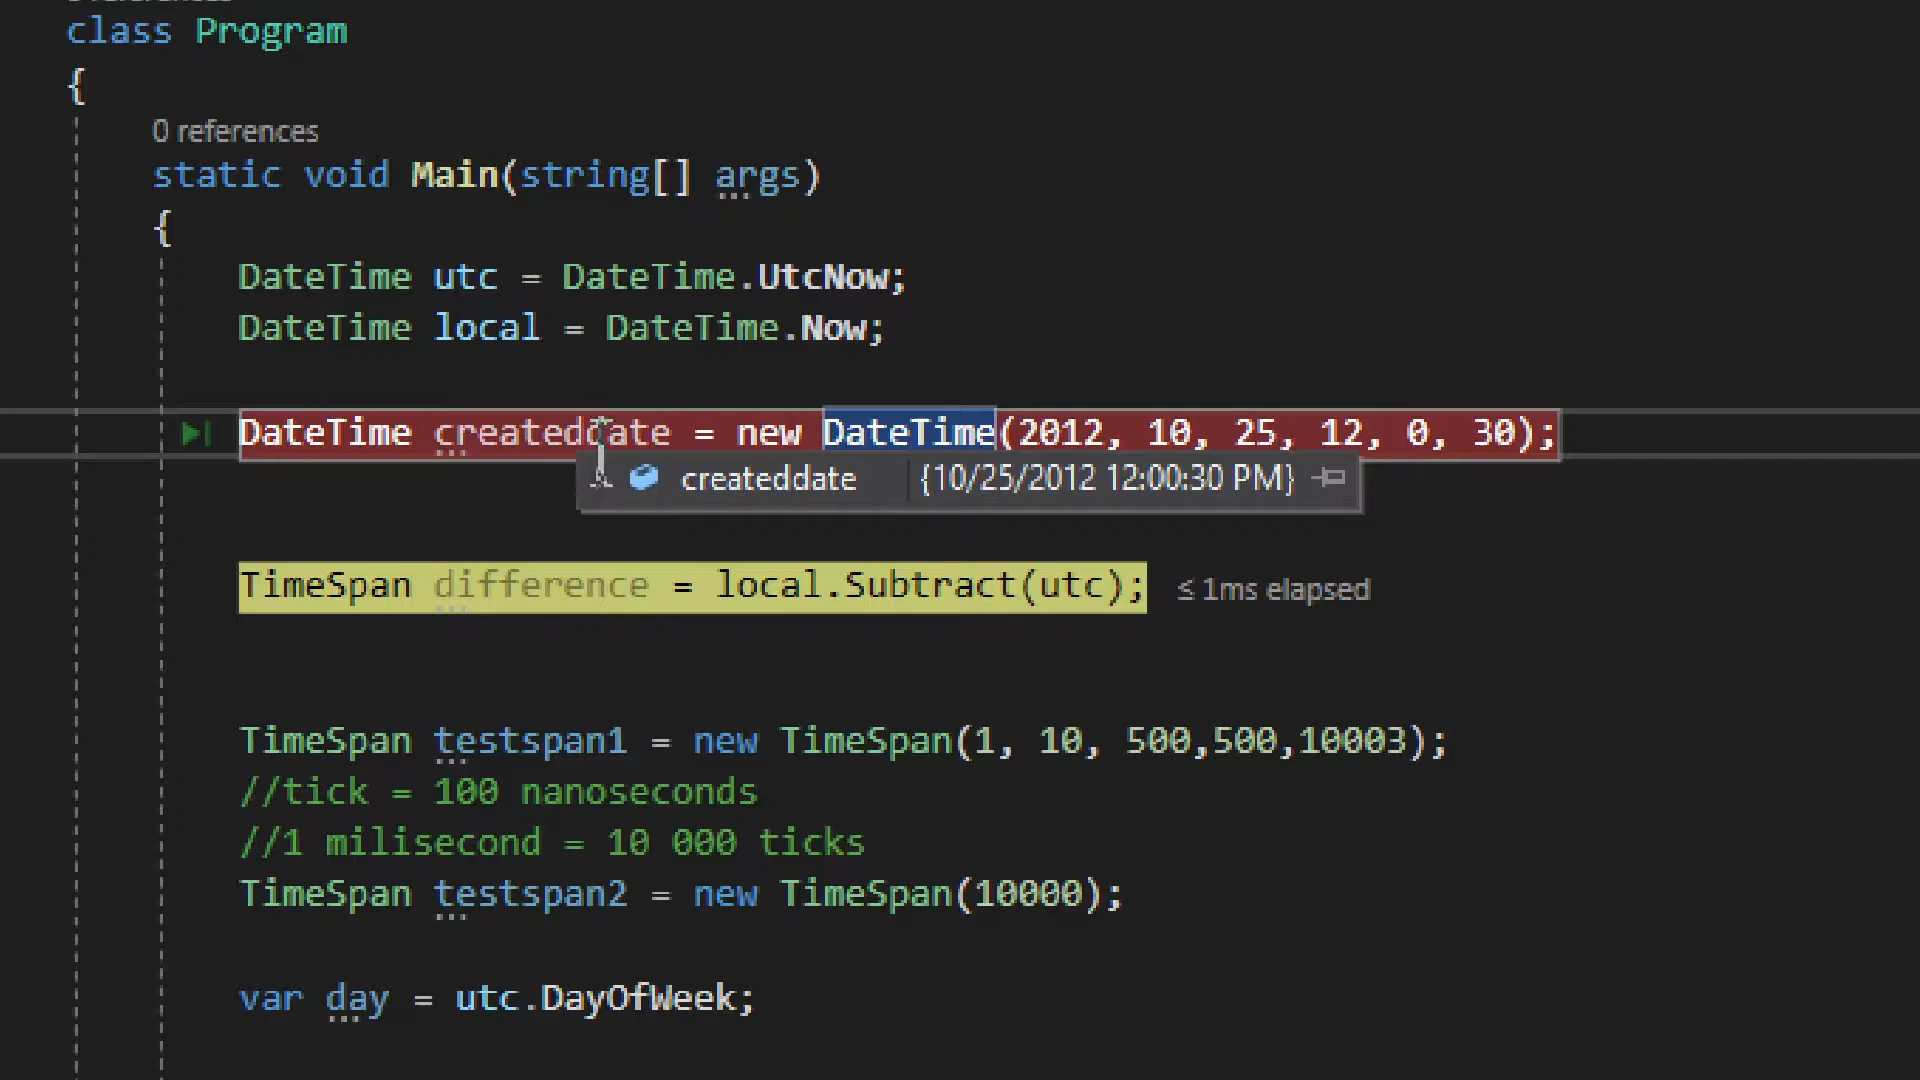 class Program
{
0 references
static void Main(string[] args)
{
DateTime utc = DateTime.UtcNow;
DateTime local = DateTime.Now;
DateTime createddate = new DateTime(2012, 10, 25, 12, 0, 30);
createddate {10/25/2012 12:00:30 PM}
TimeSpan difference = local.Subtract(utc); ≤ 1ms elapsed
TimeSpan testspan1 = new TimeSpan(1, 10, 500,500,10003);
//tick = 100 nanoseconds
//1 milisecond = 10 000 ticks
TimeSpan testspan2 = new TimeSpan(10000);
var day = utc.DayOfWeek;